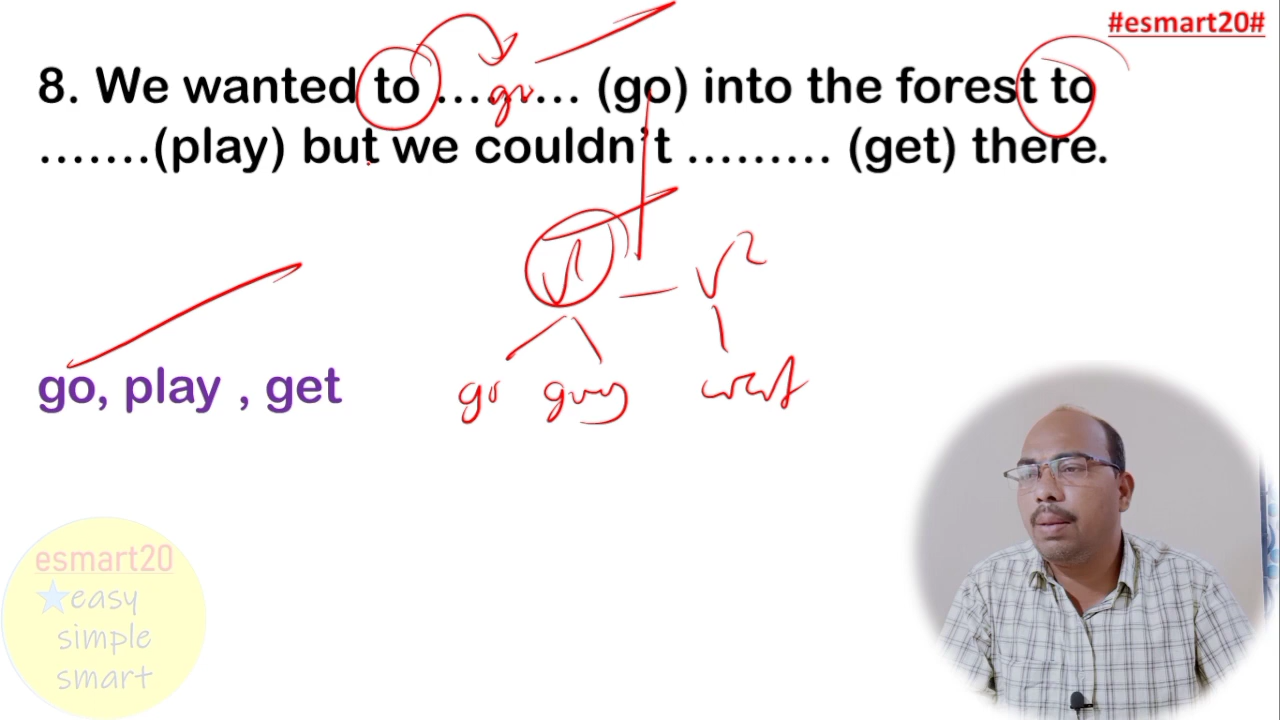 #esmart20#
8. We wanted to ......... (go) into the forest to
go
.......(play) but we couldn't ......... (get) there.
v1 – v2
go going went
go, play , get
esmart20
easy
simple
smart